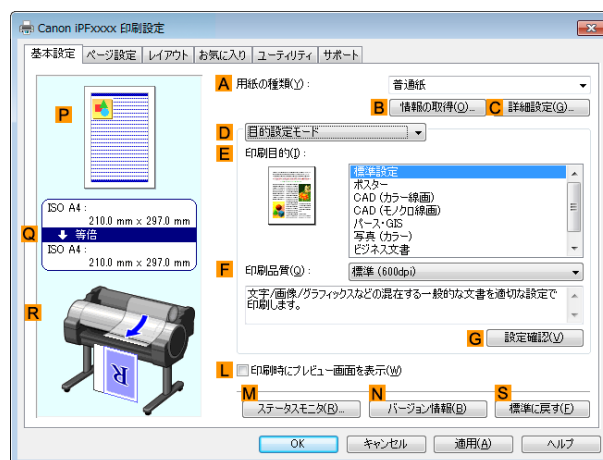 Canon iPFxxxx 印刷設定
基本設定 ページ設定 レイアウト お気に入り ユーティリティ サポート
A 用紙の種類(Y): 普通紙
B 情報の取得(O)... C 詳細設定(G)...
P
D 目的設定モード
E 印刷目的(I):
標準設定
ポスター
CAD (カラー線画)
CAD (モノクロ線画)
パース・GIS
写真 (カラー)
ビジネス文書
ISO A4 :
210.0 mm x 297.0 mm
Q 等倍
ISO A4 :
210.0 mm x 297.0 mm
F 印刷品質(Q): 標準 (600dpi)
文字/画像/グラフィックスなどの混在する一般的な文書を適切な設定で
印刷します。
R
G 設定確認(V)
L 印刷時にプレビュー画面を表示(W)
M N S
ステータスモニタ(R)... バージョン情報(B) 標準に戻す(F)
OK キャンセル 適用(A) ヘルプ